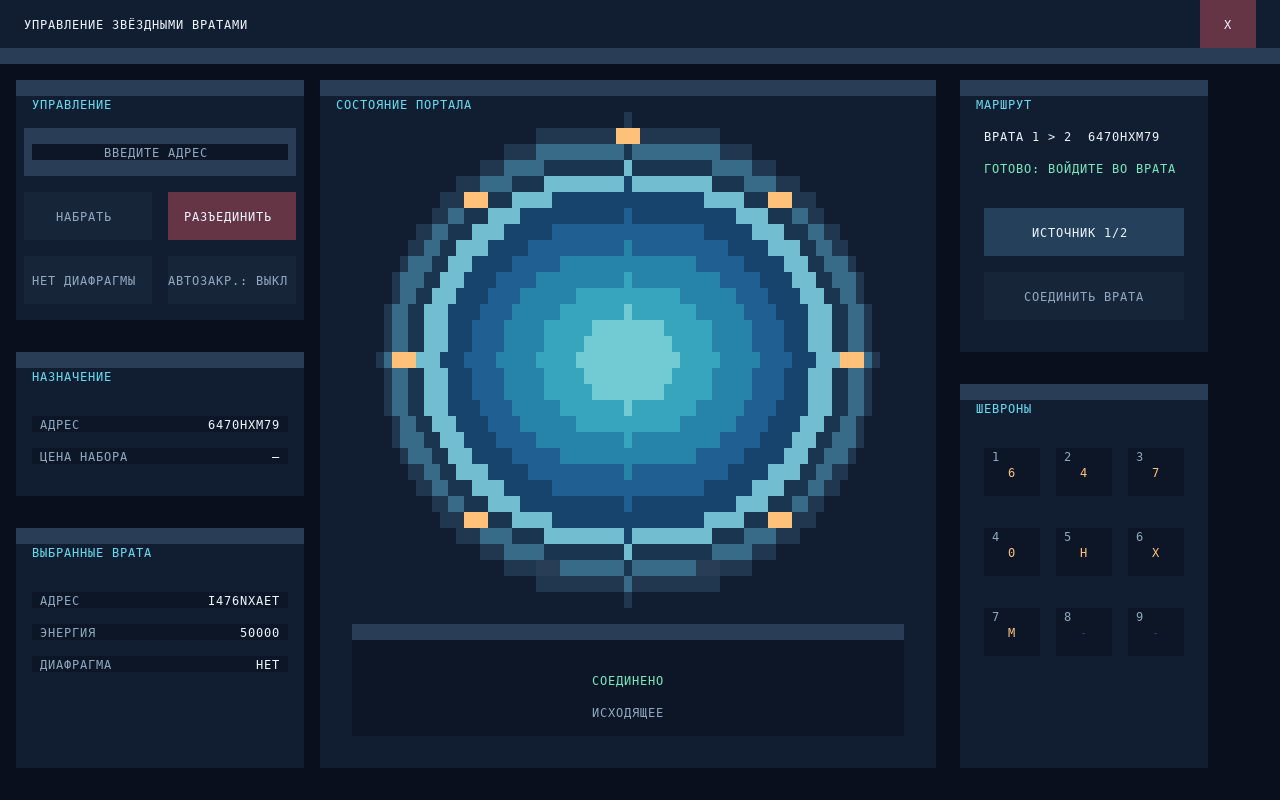 УПРАВЛЕНИЕ ЗВЁЗДНЫМИ ВРАТАМИ
X
УПРАВЛЕНИЕ
ВВЕДИТЕ АДРЕС
НАБРАТЬ
РАЗЪЕДИНИТЬ
НЕТ ДИАФРАГМЫ
АВТОЗАКР.: ВЫКЛ
НАЗНАЧЕНИЕ
АДРЕС 6470HXM79
ЦЕНА НАБОРА —
ВЫБРАННЫЕ ВРАТА
АДРЕС I476NXAET
ЭНЕРГИЯ 50000
ДИАФРАГМА НЕТ
СОСТОЯНИЕ ПОРТАЛА
СОЕДИНЕНО
ИСХОДЯЩЕЕ
МАРШРУТ
ВРАТА 1 > 2 6470HXM79
ГОТОВО: ВОЙДИТЕ ВО ВРАТА
ИСТОЧНИК 1/2
СОЕДИНИТЬ ВРАТА
ШЕВРОНЫ
1 2 3
6 4 7
4 5 6
0 H X
7 8 9
M - -